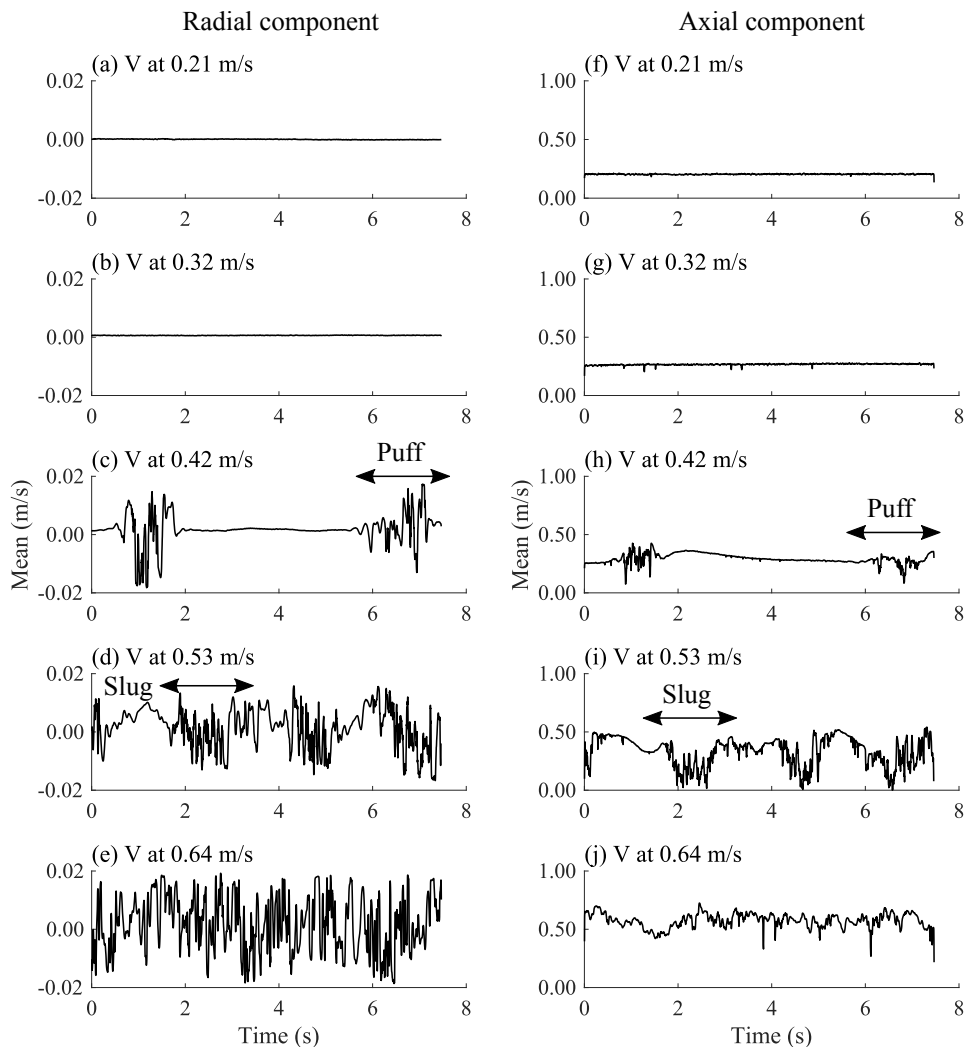 Radial component
Axial component
(a) V at 0.21 m/s
0.02
0.00
-0.02
0 2 4 6 8
(f) V at 0.21 m/s
1.00
0.50
0.00
0 2 4 6 8
(b) V at 0.32 m/s
0.02
0.00
-0.02
0 2 4 6 8
(g) V at 0.32 m/s
1.00
0.50
0.00
0 2 4 6 8
(c) V at 0.42 m/s
Puff
0.02
0.00
-0.02
Mean (m/s)
0 2 4 6 8
(h) V at 0.42 m/s
Puff
1.00
0.50
0.00
Mean (m/s)
0 2 4 6 8
(d) V at 0.53 m/s
Slug
0.02
0.00
-0.02
0 2 4 6 8
(i) V at 0.53 m/s
Slug
1.00
0.50
0.00
0 2 4 6 8
(e) V at 0.64 m/s
0.02
0.00
-0.02
0 2 4 6 8
Time (s)
(j) V at 0.64 m/s
1.00
0.50
0.00
0 2 4 6 8
Time (s)